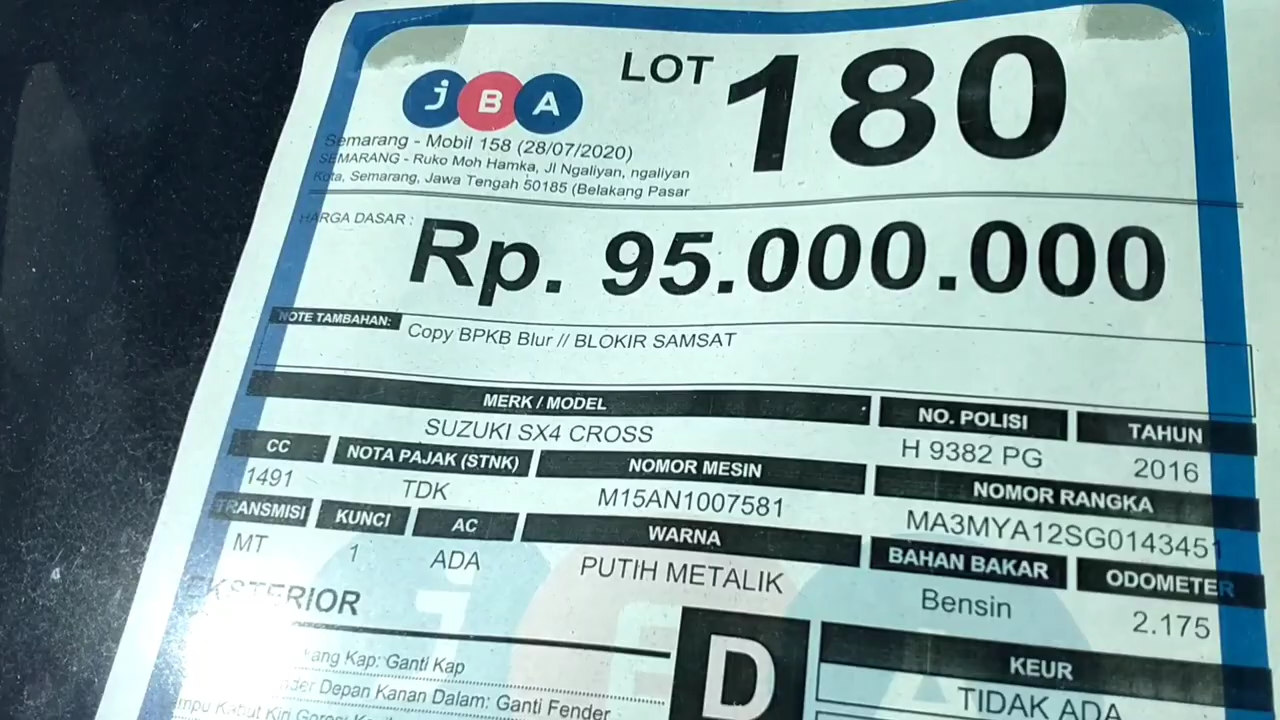 JBA
LOT 180
Semarang - Mobil 158 (28/07/2020)
SEMARANG - Ruko Moh Hamka, Jl Ngaliyan, ngaliyan
Kota, Semarang, Jawa Tengah 50185 (Belakang Pasar
HARGA DASAR :
Rp. 95.000.000
NOTE TAMBAHAN: Copy BPKB Blur // BLOKIR SAMSAT
MERK / MODEL NO. POLISI TAHUN
SUZUKI SX4 CROSS H 9382 PG 2016
CC NOTA PAJAK (STNK) NOMOR MESIN NOMOR RANGKA
1491 TDK M15AN1007581 MA3MYA12SG0143451
TRANSMISI KUNCI AC WARNA BAHAN BAKAR ODOMETER
MT 1 ADA PUTIH METALIK Bensin 2.175
EKSTERIOR D KEUR
Kap: Ganti Kap TIDAK ADA
Depan Kanan Dalam: Ganti Fender
Kabut Kiri